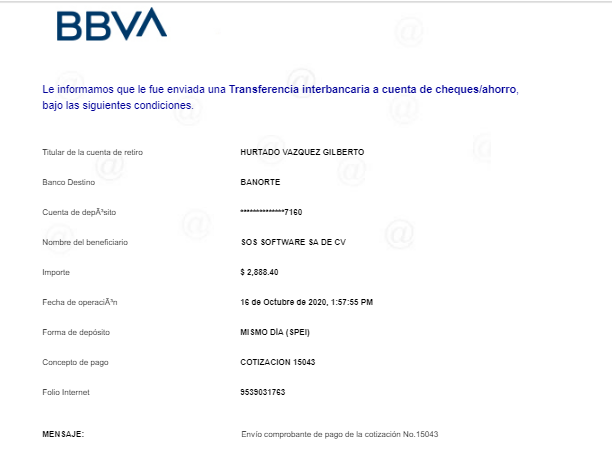 BBVA
Le informamos que le fue enviada una Transferencia interbancaria a cuenta de cheques/ahorro,
bajo las siguientes condiciones.
Titular de la cuenta de retiro HURTADO VAZQUEZ GILBERTO
Banco Destino BANORTE
Cuenta de depÃ³sito **************7160
Nombre del beneficiario SOS SOFTWARE SA DE CV
Importe $ 2,888.40
Fecha de operaciÃ³n 16 de Octubre de 2020, 1:57:55 PM
Forma de depósito MISMO DÍA (SPEI)
Concepto de pago COTIZACION 15043
Folio Internet 9539031763
MENSAJE: Envío comprobante de pago de la cotización No.15043